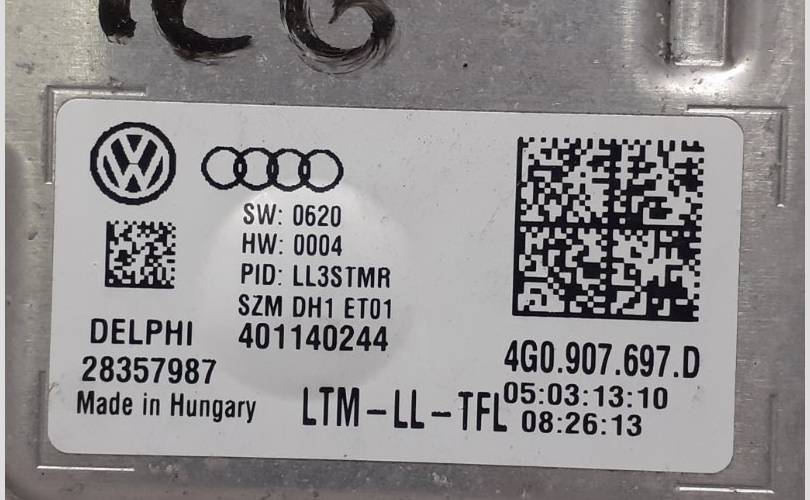 SW: 0620
HW: 0004
PID: LL3STMR
SZM DH1 ET01
401140244
DELPHI
28357987
Made in Hungary
LTM-LL-TFL
4G0.907.697.D
05:03:13:10
08:26:13